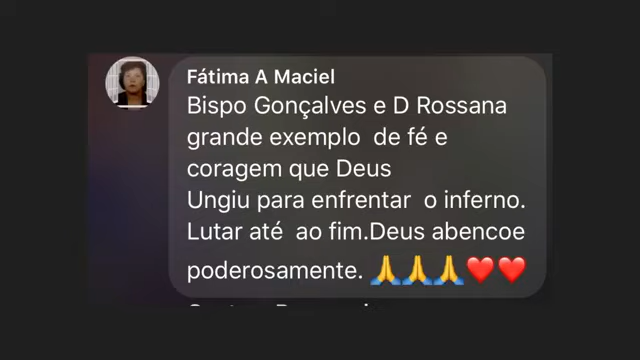 Fátima A Maciel
Bispo Gonçalves e D Rossana
grande exemplo de fé e
coragem que Deus
Ungiu para enfrentar o inferno.
Lutar até ao fim.Deus abencoe
poderosamente. 🙏🙏🙏❤️❤️